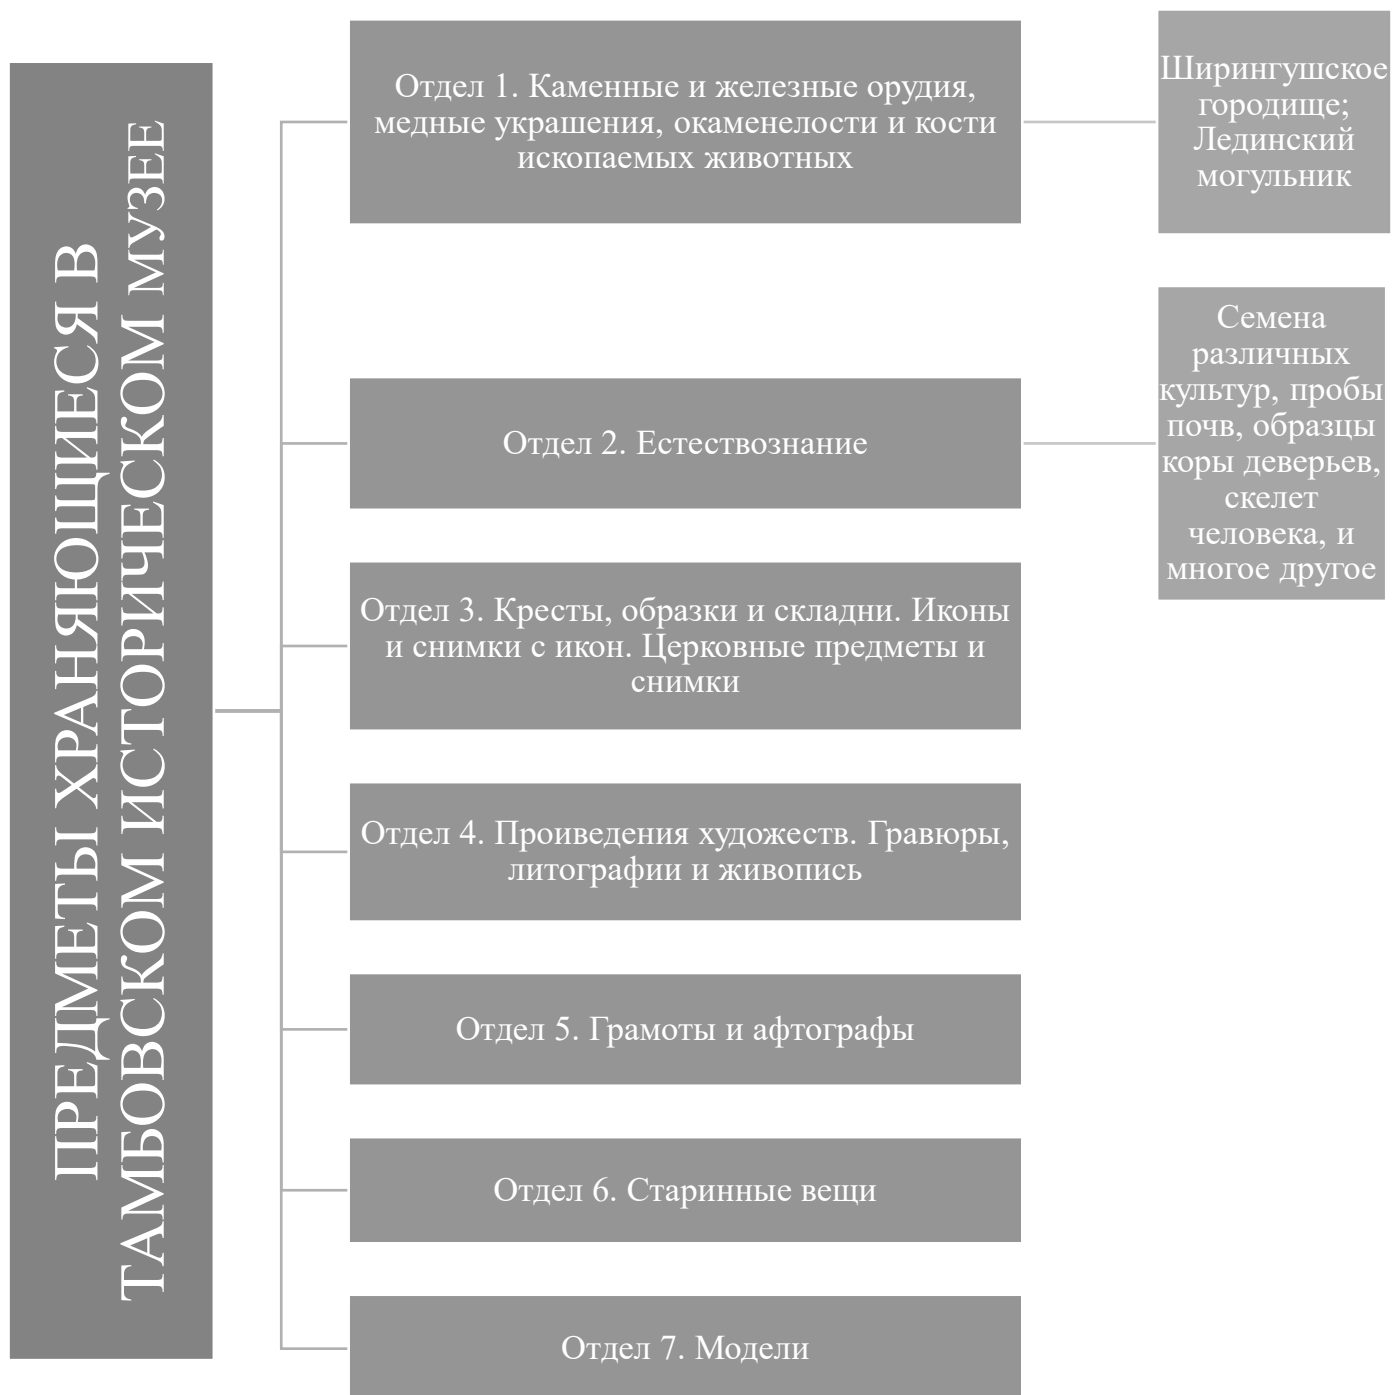 ПРЕДМЕТЫ ХРАНЯЮЩИЕСЯ В
ТАМБОВСКОМ ИСТОРИЧЕСКОМ МУЗЕЕ
Отдел 1. Каменные и железные орудия,
медные украшения, окаменелости и кости
ископаемых животных
Ширингушское
городище;
Лединский
могульник
Отдел 2. Естествознание
Семена
различных
культур, пробы
почв, образцы
коры деверьев,
скелет
человека, и
многое другое
Отдел 3. Кресты, образки и складни. Иконы
и снимки с икон. Церковные предметы и
снимки
Отдел 4. Проиведения художеств. Гравюры,
литографии и живопись
Отдел 5. Грамоты и афтографы
Отдел 6. Старинные вещи
Отдел 7. Модели